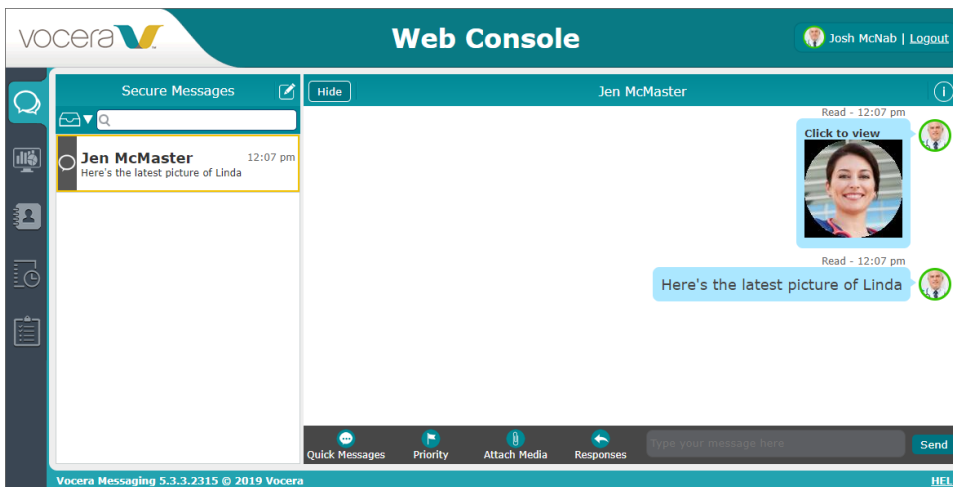 vocera
Web Console
Josh McNab | Logout
Secure Messages
Hide
Jen McMaster
Jen McMaster
12:07 pm
Here's the latest picture of Linda
Read - 12:07 pm
Click to view
Read - 12:07 pm
Here's the latest picture of Linda
Quick Messages
Priority
Attach Media
Responses
Type your message here
Send
Vocera Messaging 5.3.3.2315 © 2019 Vocera
HEL